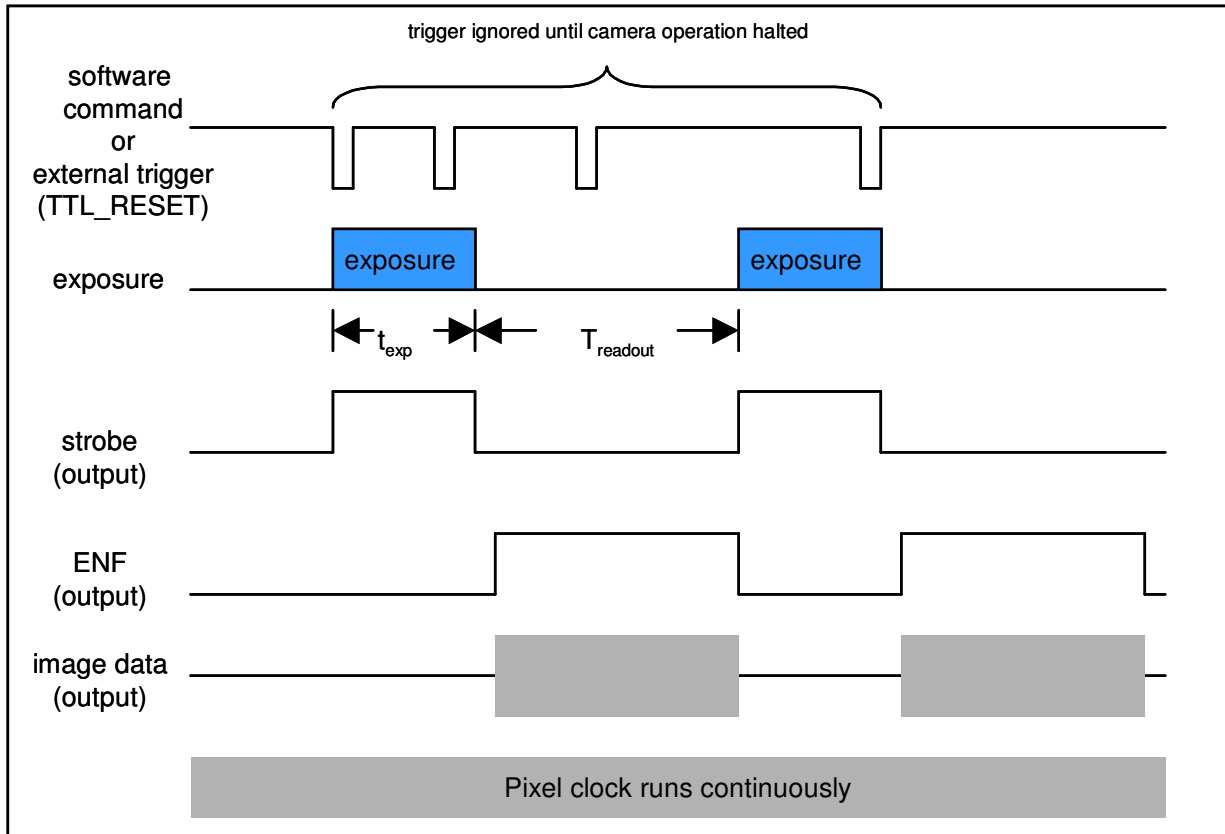 trigger ignored until camera operation halted
software
command
or
external trigger
(TTL_RESET)
exposure
exposure
exposure
texp
Treadout
strobe
(output)
ENF
(output)
image data
(output)
Pixel clock runs continuously